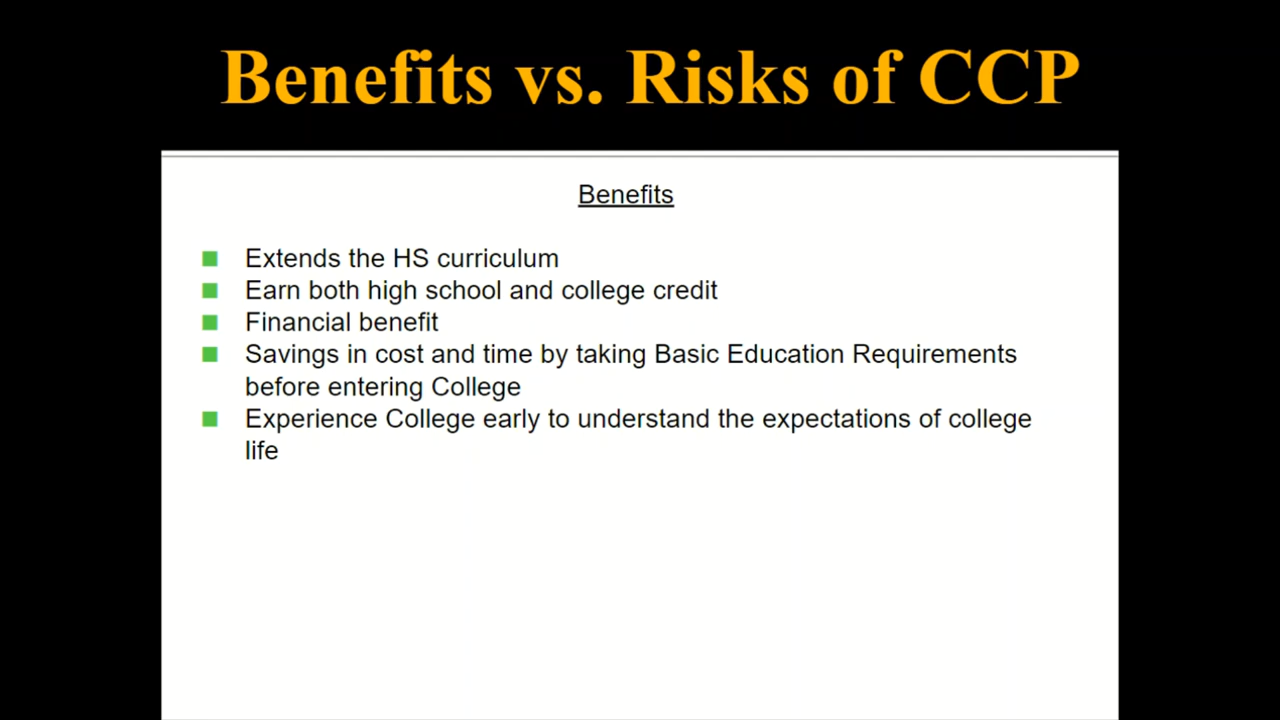 Benefits vs. Risks of CCP
Benefits
Extends the HS curriculum
Earn both high school and college credit
Financial benefit
Savings in cost and time by taking Basic Education Requirements
before entering College
Experience College early to understand the expectations of college
life